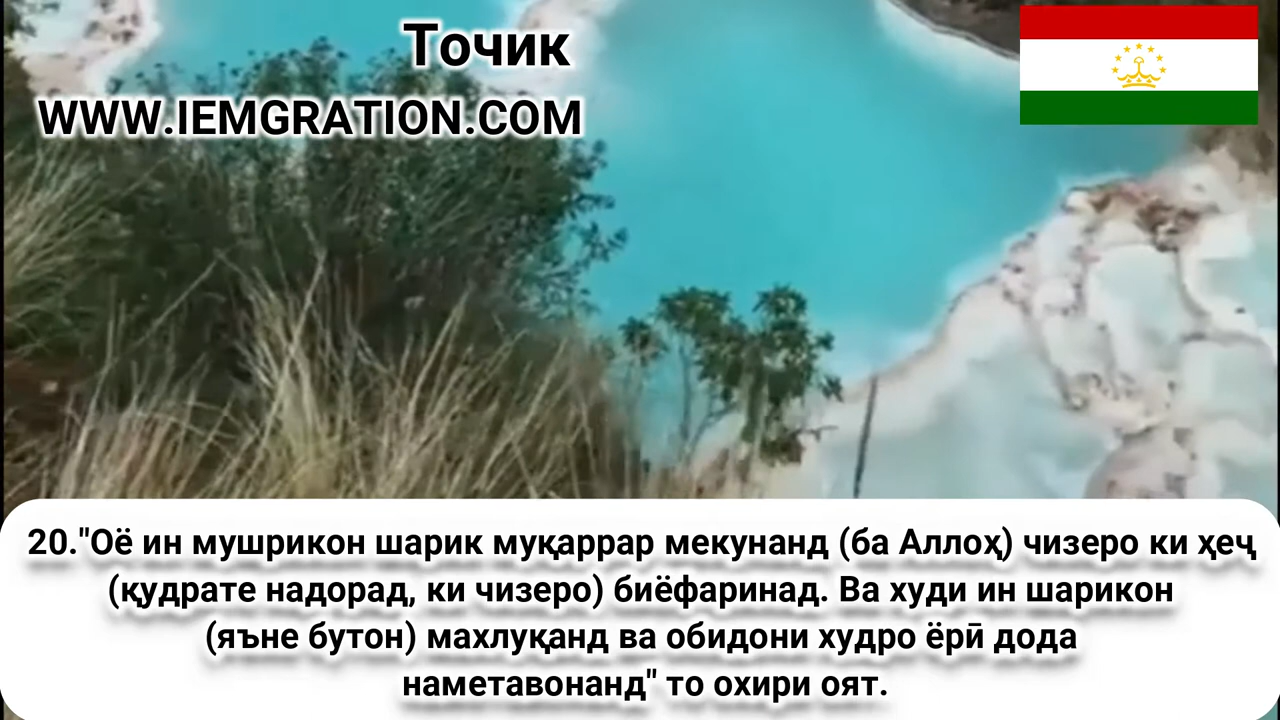 Точик
WWW.IEMGRATION.COM
20."Оё ин мушрикон шарик муқаррар мекунанд (ба Аллоҳ) чизеро ки ҳеҷ
(қудрате надорад, ки чизеро) биёфаринад. Ва худи ин шарикон
(яъне бутон) махлуқанд ва обидони худро ёрӣ дода
наметавонанд" то охири оят.